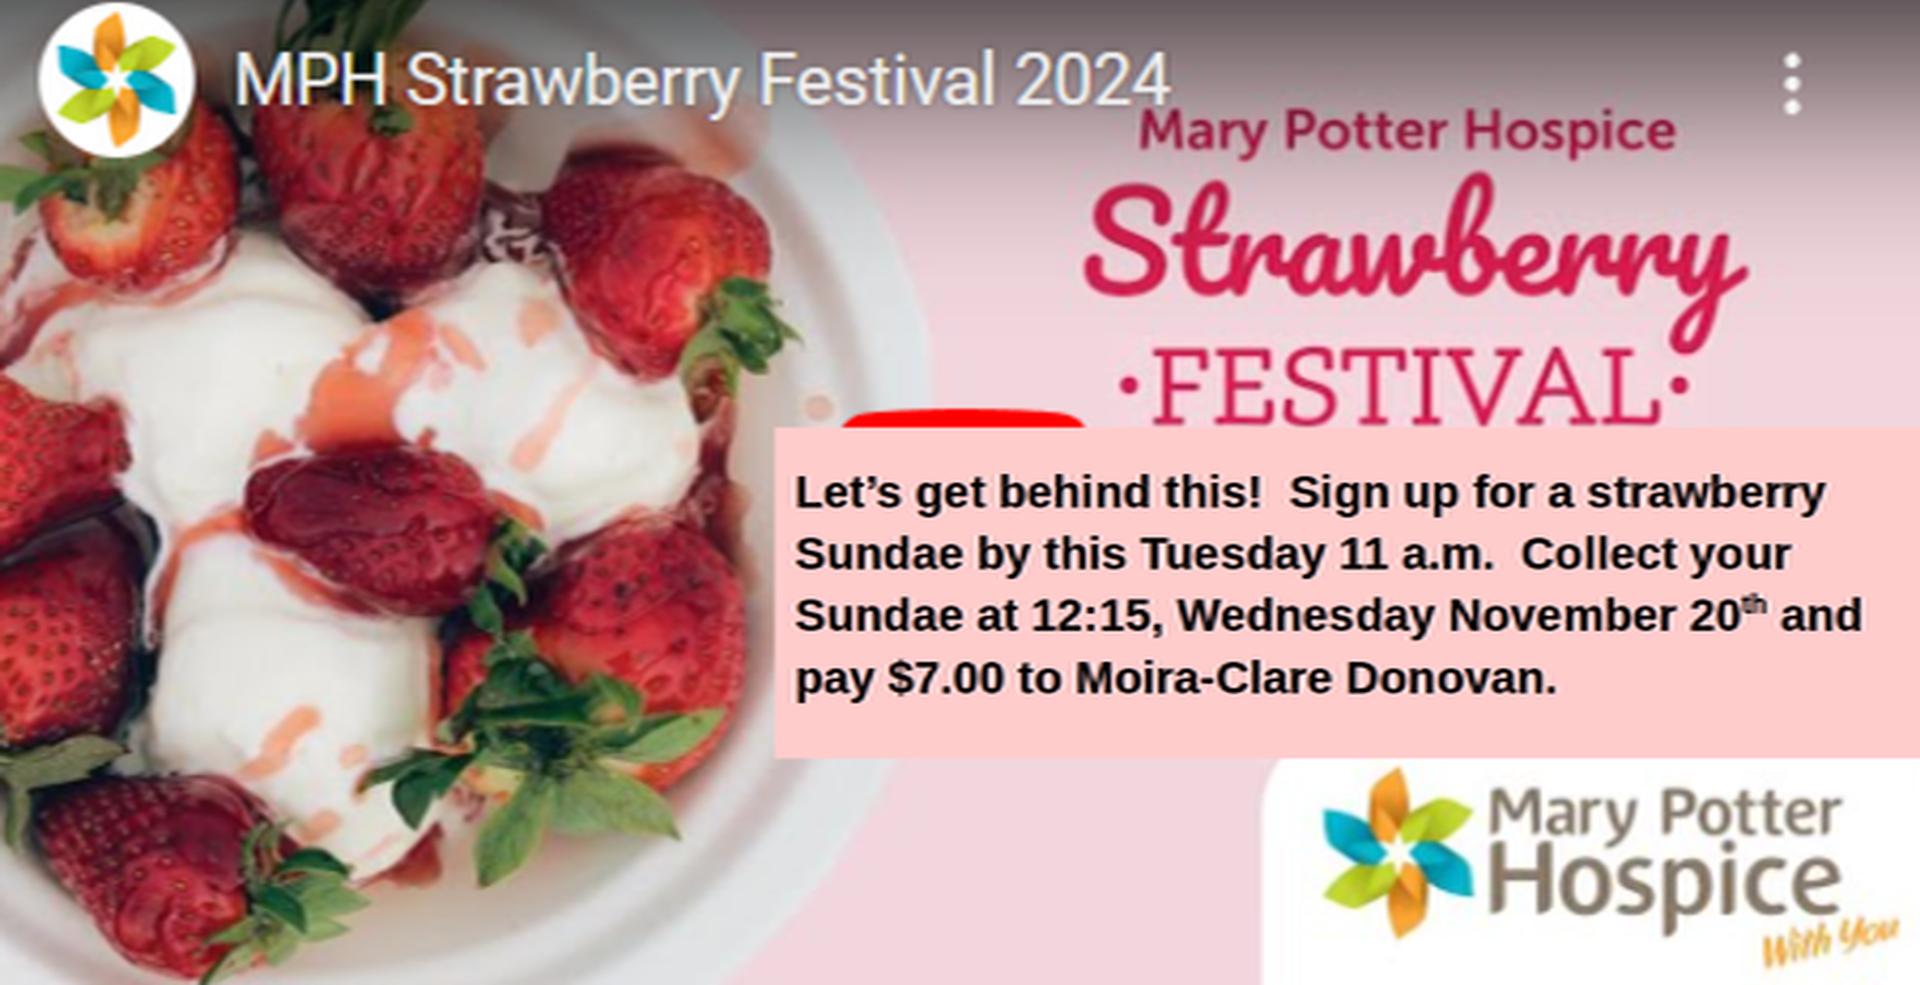 MPH Strawberry Festival 2024
Mary Potter Hospice
Strawberry
·FESTIVAL·
Let’s get behind this!  Sign up for a strawberry
Sundae by this Tuesday 11 a.m.  Collect your
Sundae at 12:15, Wednesday November 20th and
pay $7.00 to Moira-Clare Donovan.
Mary Potter
Hospice
With You